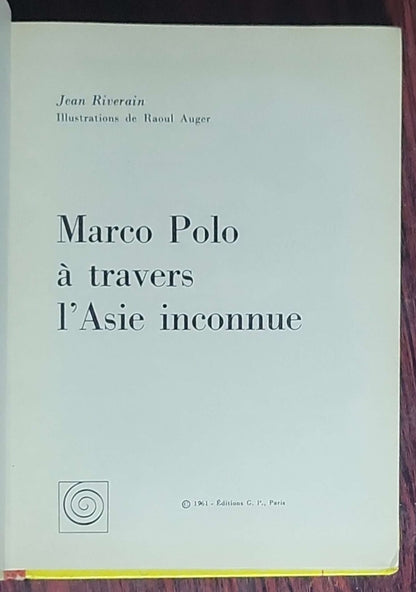 Jean Riverain
Illustrations de Raoul Auger
Marco Polo
à travers
l'Asie inconnue
© 1961 - Éditions G. P., Paris